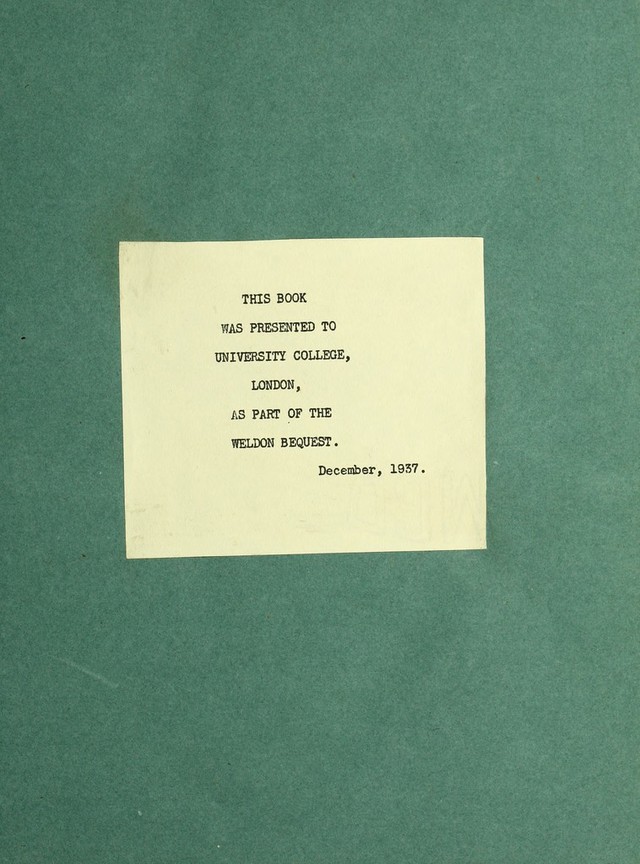 THIS BOOK
WAS PRESENTED TO
UNIVERSITY COLLEGE,
LONDON,
AS PART OF THE
WELDON BEQUEST.
December, 1937.